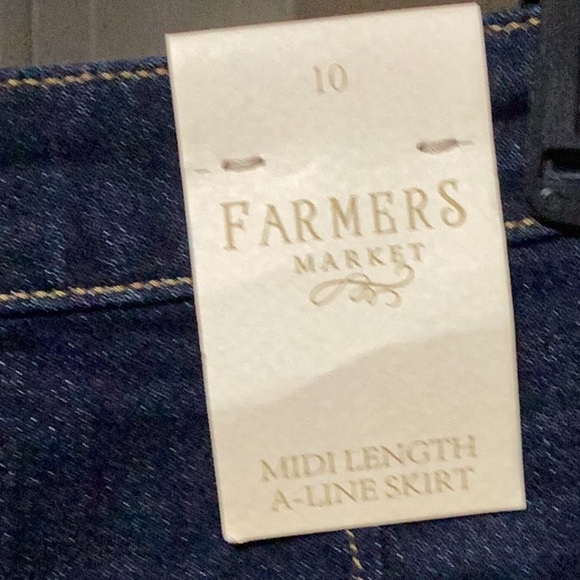 10
FARMERS
MARKET
MIDI LENGTH
A-LINE SKIRT